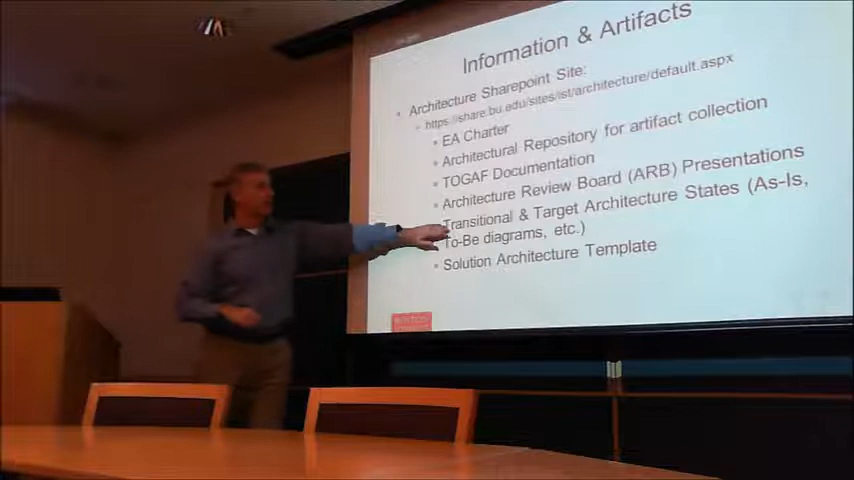 Information & Artifacts
Architecture Sharepoint Site:
https://share.bu.edu/sites/ist/architecture/default.aspx
EA Charter
Architectural Repository for artifact collection
TOGAF Documentation
Architecture Review Board (ARB) Presentations
Transitional & Target Architecture States (As-Is,
To-Be diagrams, etc.)
Solution Architecture Template